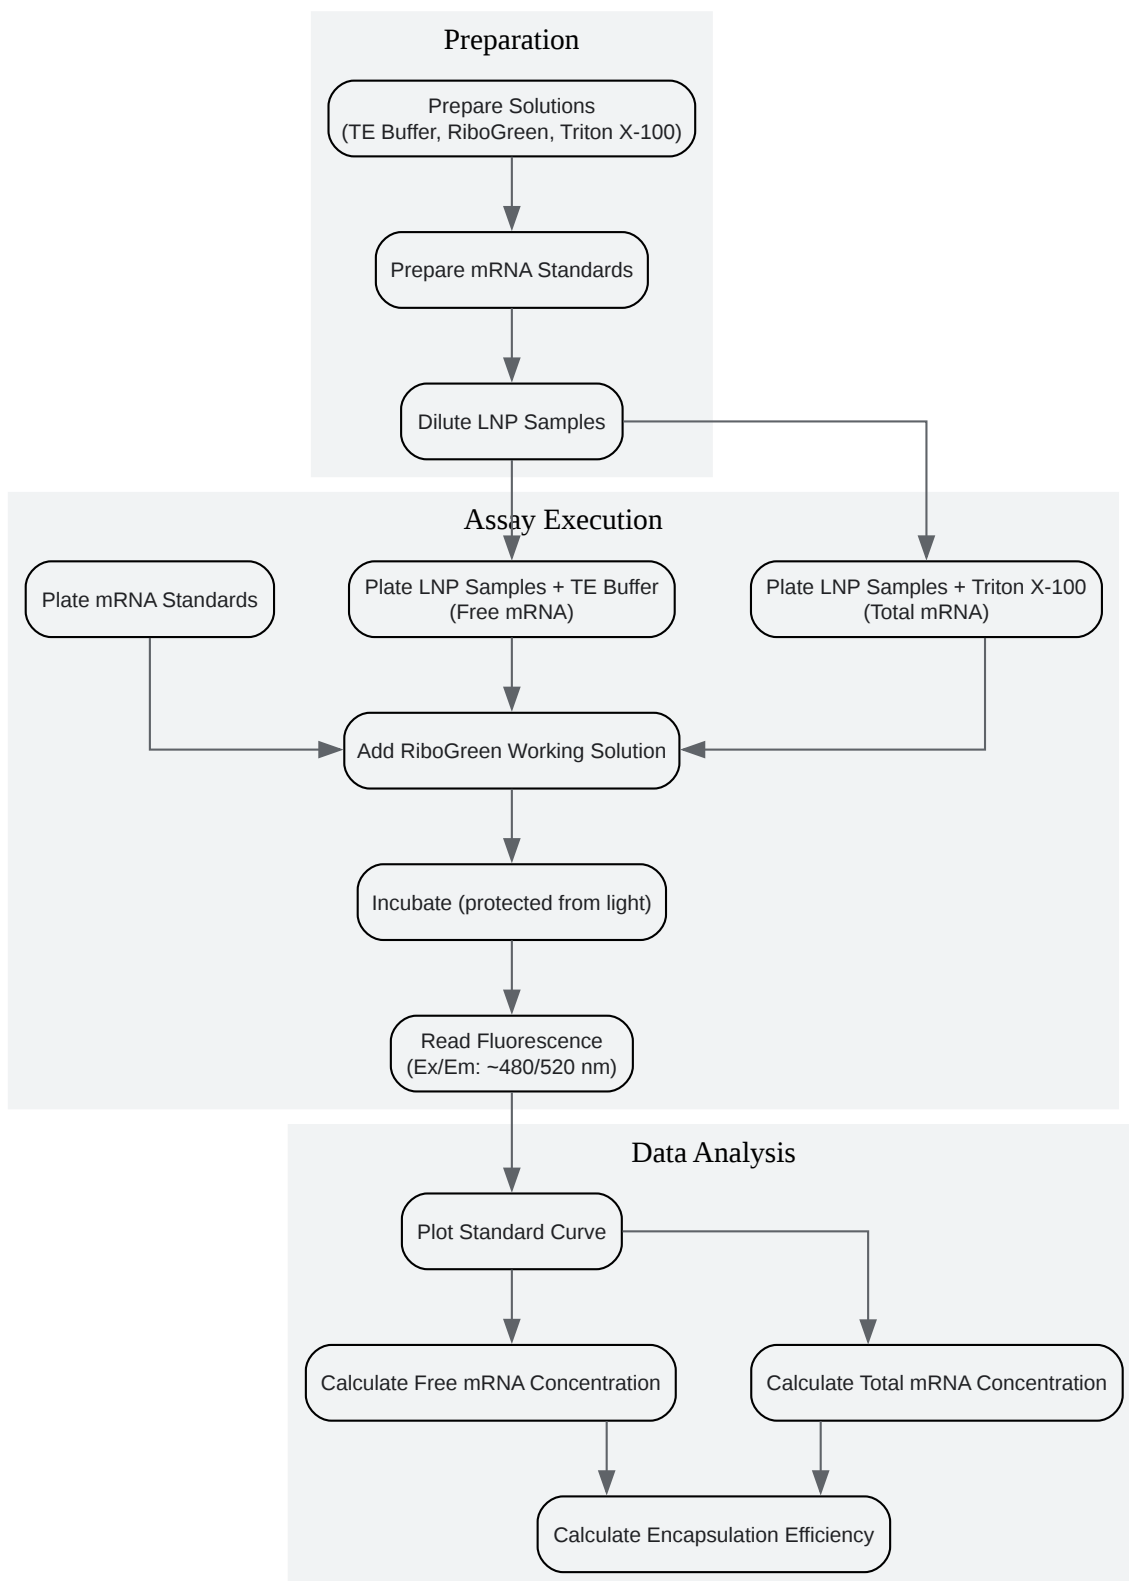 Preparation
Prepare Solutions
(TE Buffer, RiboGreen, Triton X-100)
Prepare mRNA Standards
Dilute LNP Samples
Assay Execution
Plate mRNA Standards
Plate LNP Samples + TE Buffer
(Free mRNA)
Plate LNP Samples + Triton X-100
(Total mRNA)
Add RiboGreen Working Solution
Incubate (protected from light)
Read Fluorescence
(Ex/Em: ~480/520 nm)
Data Analysis
Plot Standard Curve
Calculate Free mRNA Concentration
Calculate Total mRNA Concentration
Calculate Encapsulation Efficiency